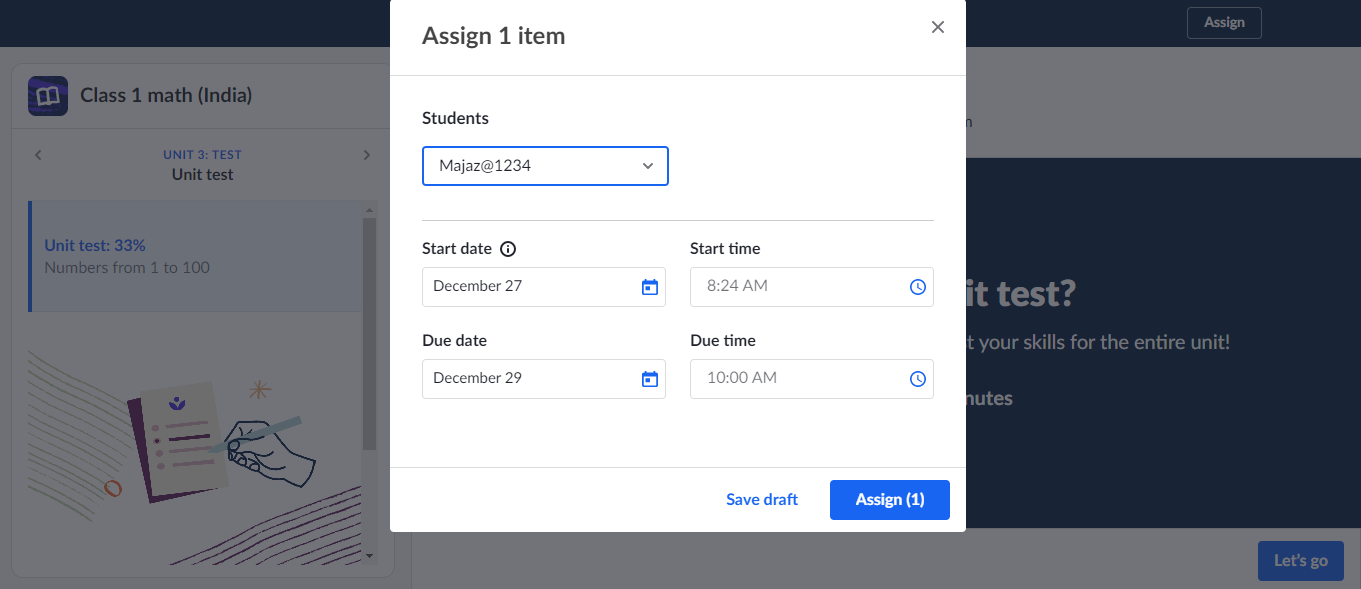 Assign
Assign 1 item
Class 1 math (India)
Students
UNIT 3: TEST
Unit test
Majaz@1234
Unit test: 33%
Numbers from 1 to 100
Start date
Start time
December 27
8:24 AM
it test?
Due date
Due time
t your skills for the entire unit!
December 29
10:00 AM
nutes
Save draft
Assign (1)
Let's go